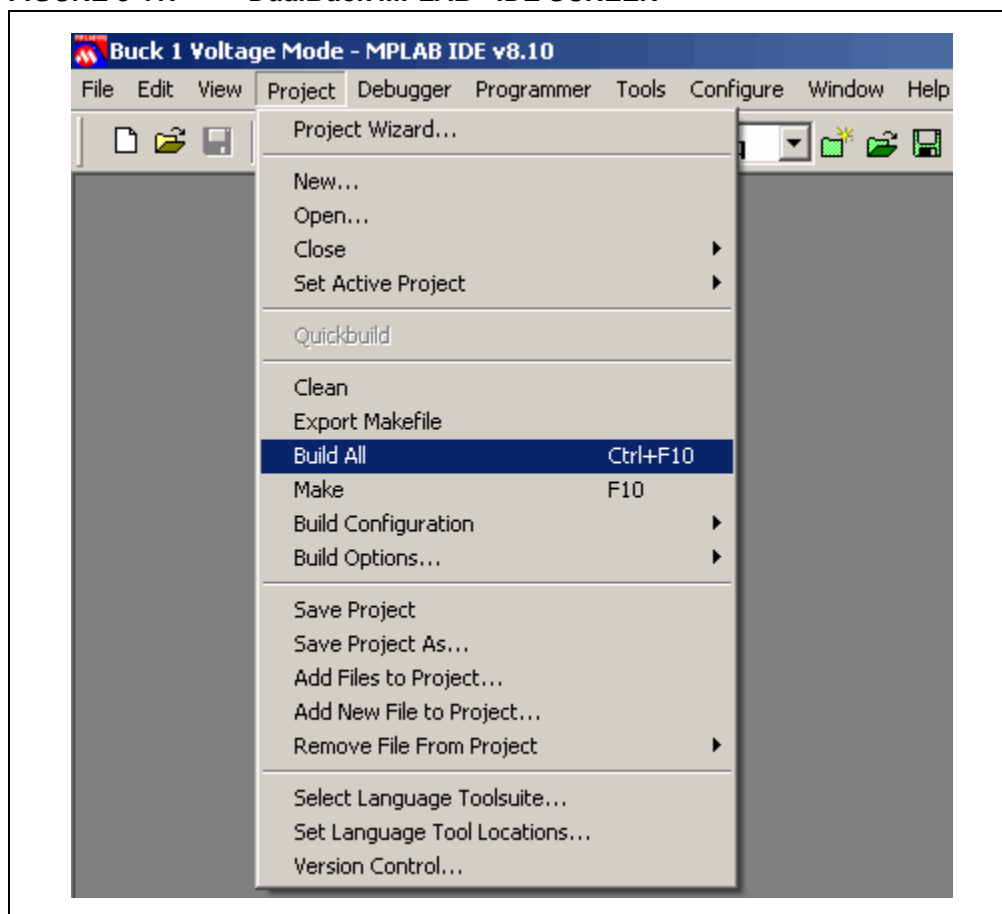 Buck 1 Voltage Mode - MPLAB IDE v8.10
File Edit View Project Debugger Programmer Tools Configure Window Help
Project Wizard...
New...
Open...
Close
Set Active Project
Quickbuild
Clean
Export Makefile
Build All Ctrl+F10
Make F10
Build Configuration
Build Options...
Save Project
Save Project As...
Add Files to Project...
Add New File to Project...
Remove File From Project
Select Language Toolsuite...
Set Language Tool Locations...
Version Control...